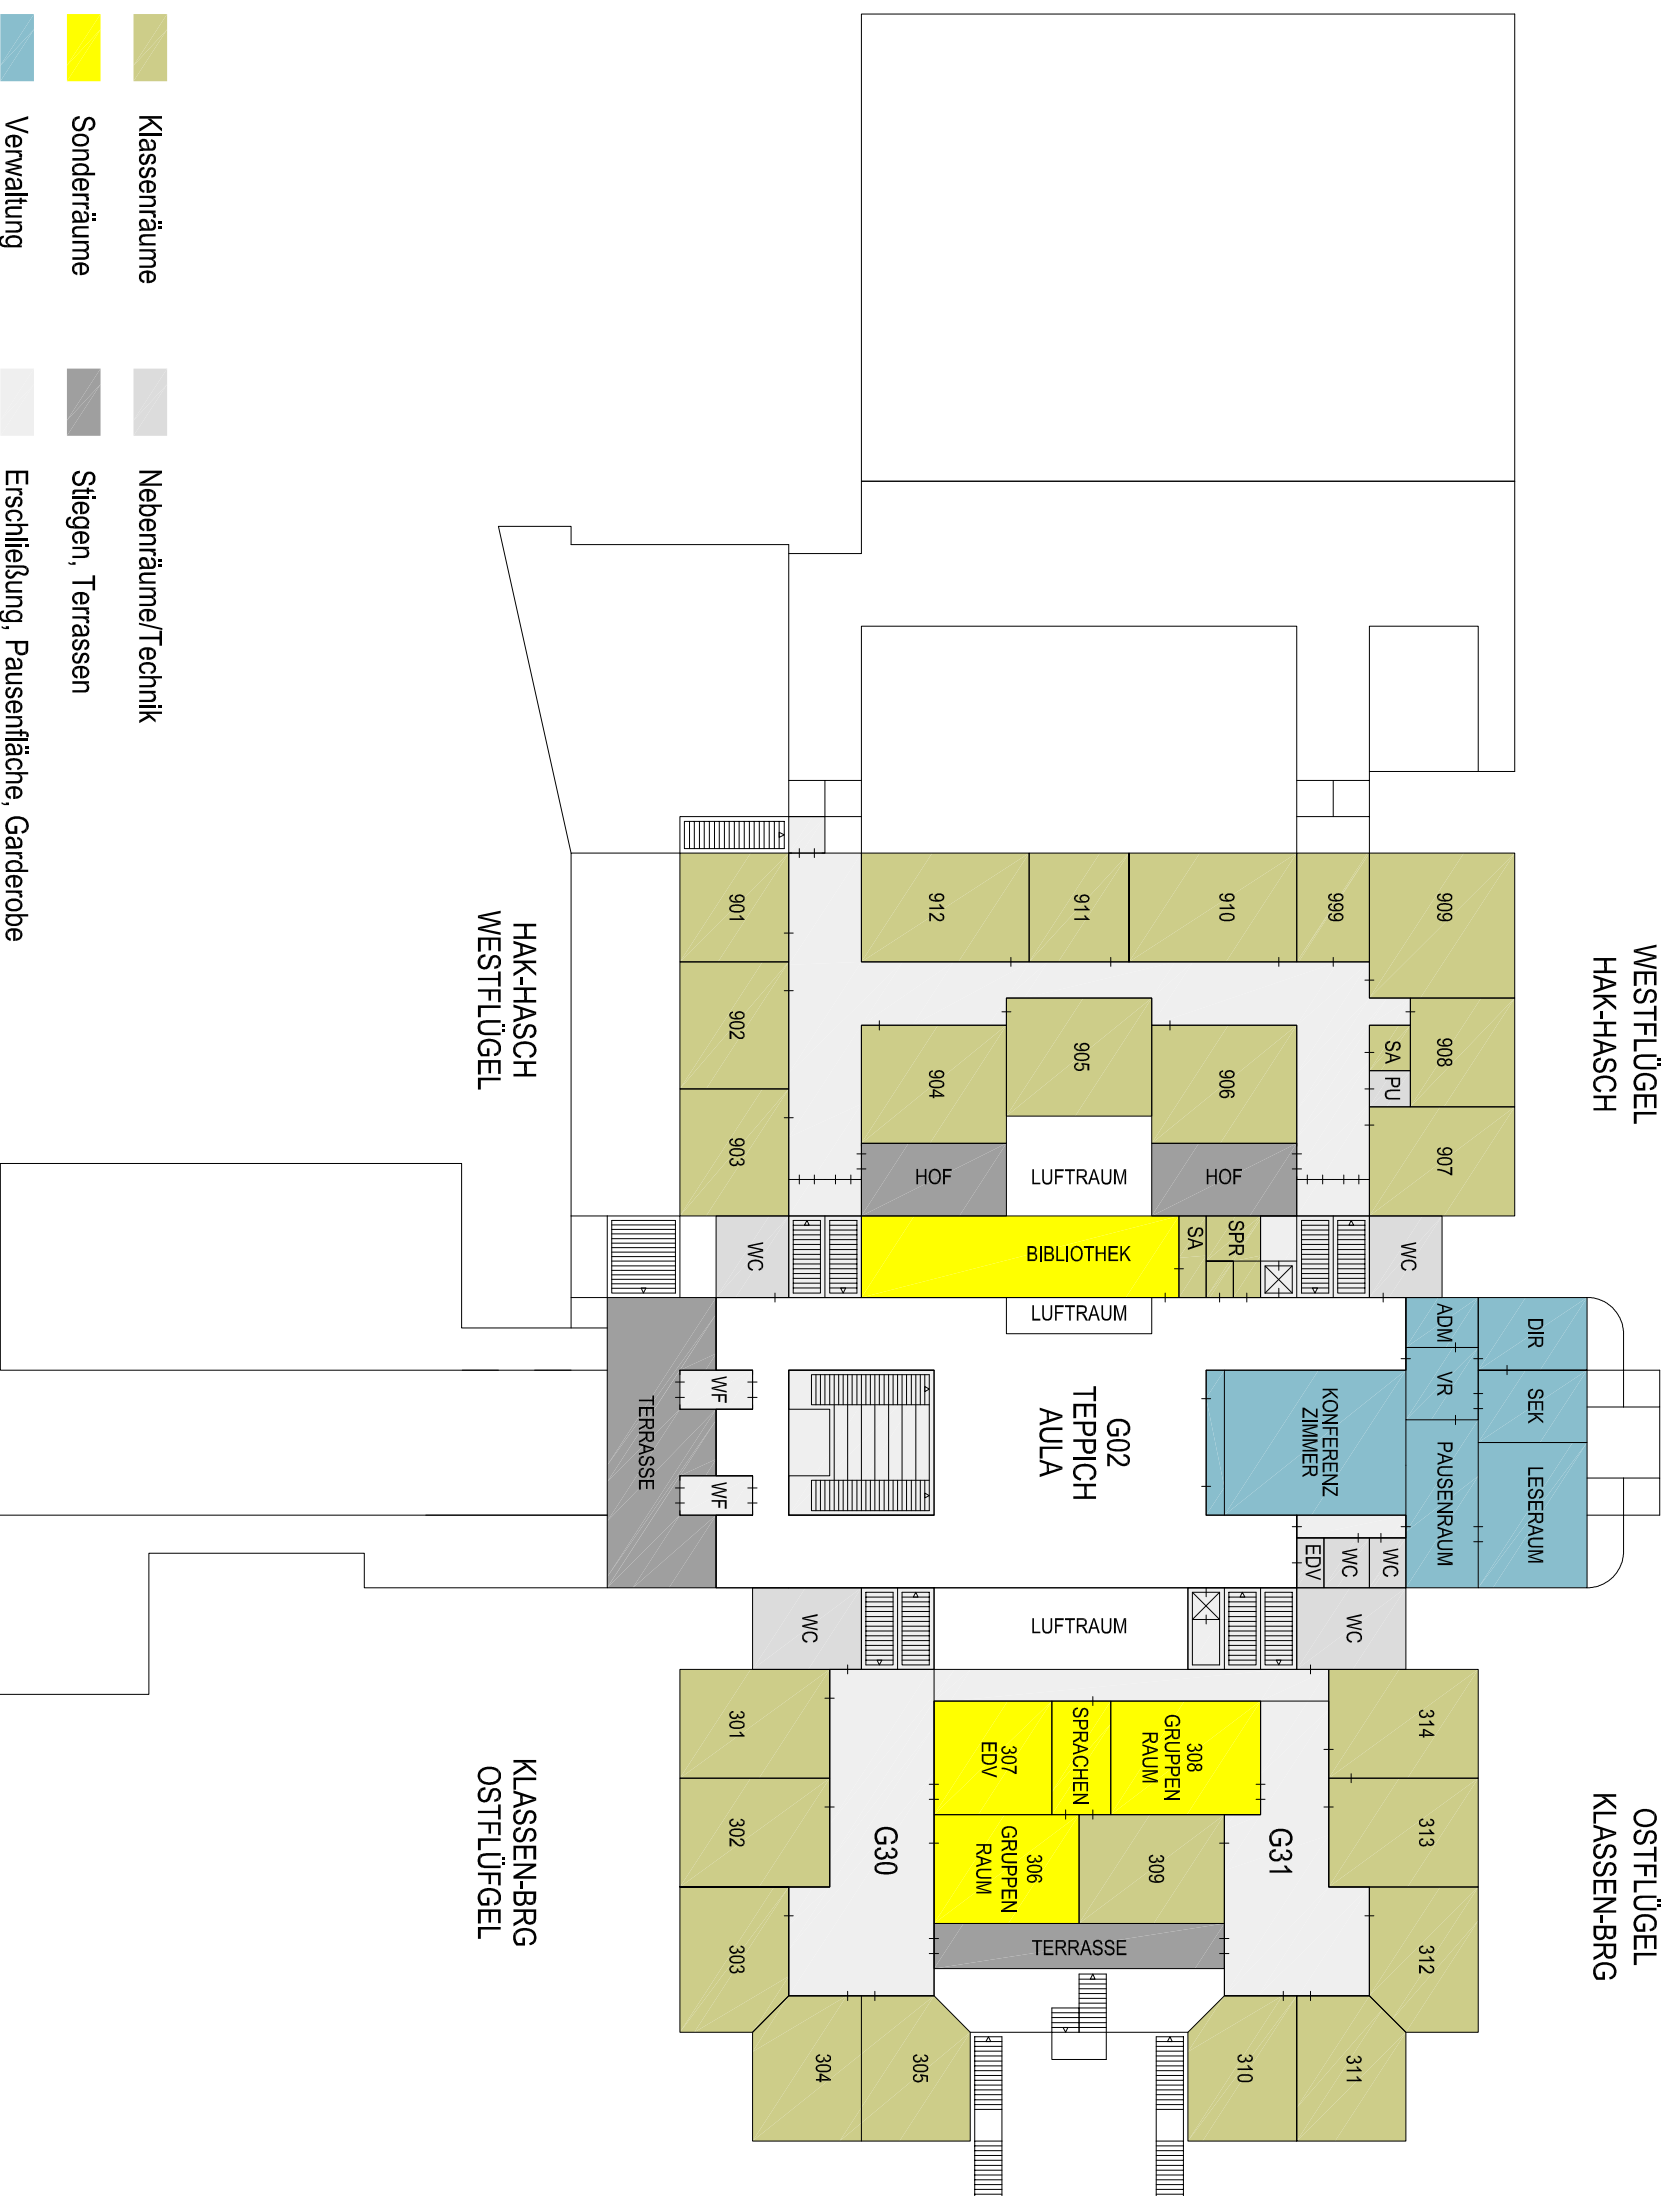 WESTFLÜGEL
HAK-HASCH
OSTFLÜGEL
KLASSEN-BRG
909
908
907
SA
PU
999
910
911
912
906
905
904
HOF
LUFTRAUM
HOF
901
902
903
WC
SPR
SA
BIBLIOTHEK
WC
LUFTRAUM
DIR
SEK
LESERAUM
ADM
VR
PAUSENRAUM
KONFERENZ
ZIMMER
WC
WC
EDV
G02
TEPPICH
AULA
WF
WF
TERRASSE
WC
LUFTRAUM
WC
314
313
312
311
310
G31
308
GRUPPEN
RAUM
SPRACHEN
307
EDV
309
306
GRUPPEN
RAUM
TERRASSE
G30
301
302
303
304
305
HAK-HASCH
WESTFLÜGEL
KLASSEN-BRG
OSTFLÜFGEL
Klassenräume
Nebenräume/Technik
Sonderräume
Stiegen, Terrassen
Verwaltung
Erschließung, Pausenfläche, Garderobe